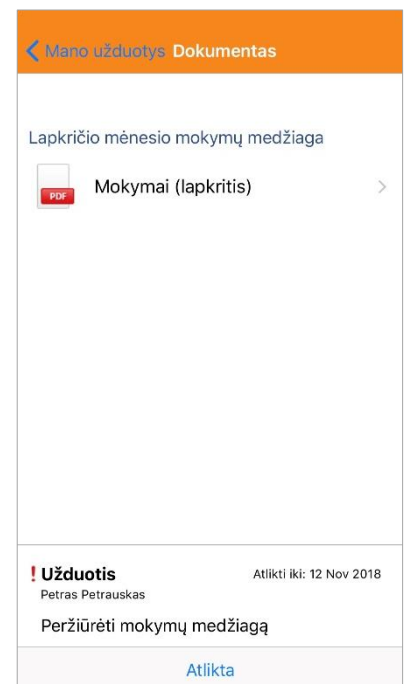 Mano užduotys Dokumentas
Lapkričio mėnesio mokymų medžiaga
PDF Mokymai (lapkritis)
! Užduotis Atlikti iki: 12 Nov 2018
Petras Petrauskas
Peržiūrėti mokymų medžiagą
Atlikta